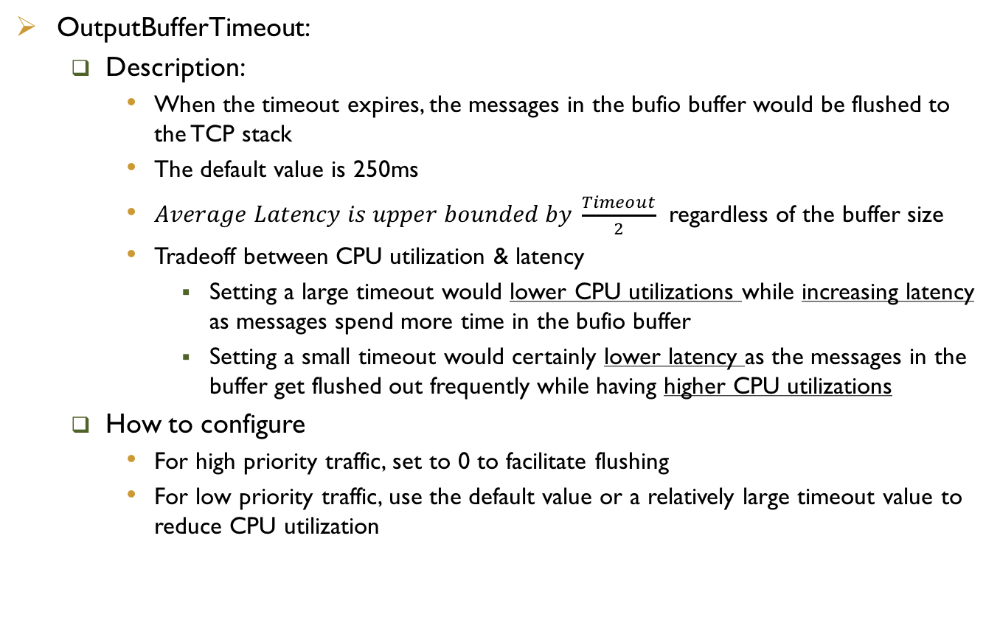 OutputBufferTimeout:
Description:
When the timeout expires, the messages in the bufio buffer would be flushed to
the TCP stack
The default value is 250ms
Average Latency is upper bounded by Timeout/2 regardless of the buffer size
Tradeoff between CPU utilization & latency
Setting a large timeout would lower CPU utilizations while increasing latency
as messages spend more time in the bufio buffer
Setting a small timeout would certainly lower latency as the messages in the
buffer get flushed out frequently while having higher CPU utilizations
How to configure
For high priority traffic, set to 0 to facilitate flushing
For low priority traffic, use the default value or a relatively large timeout value to
reduce CPU utilization